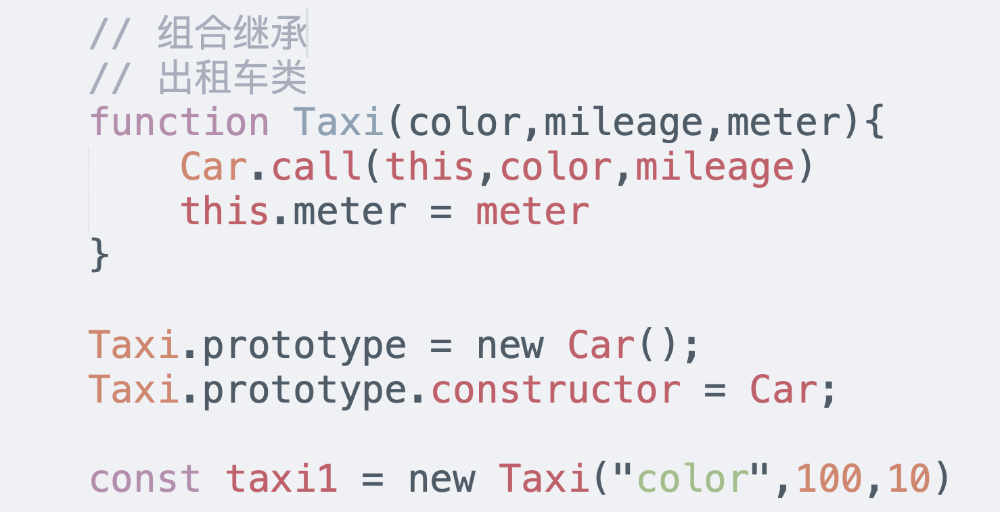 // 组合继承
// 出租车类
function Taxi(color,mileage,meter){
    Car.call(this,color,mileage)
    this.meter = meter
}

Taxi.prototype = new Car();
Taxi.prototype.constructor = Car;

const taxi1 = new Taxi("color",100,10)